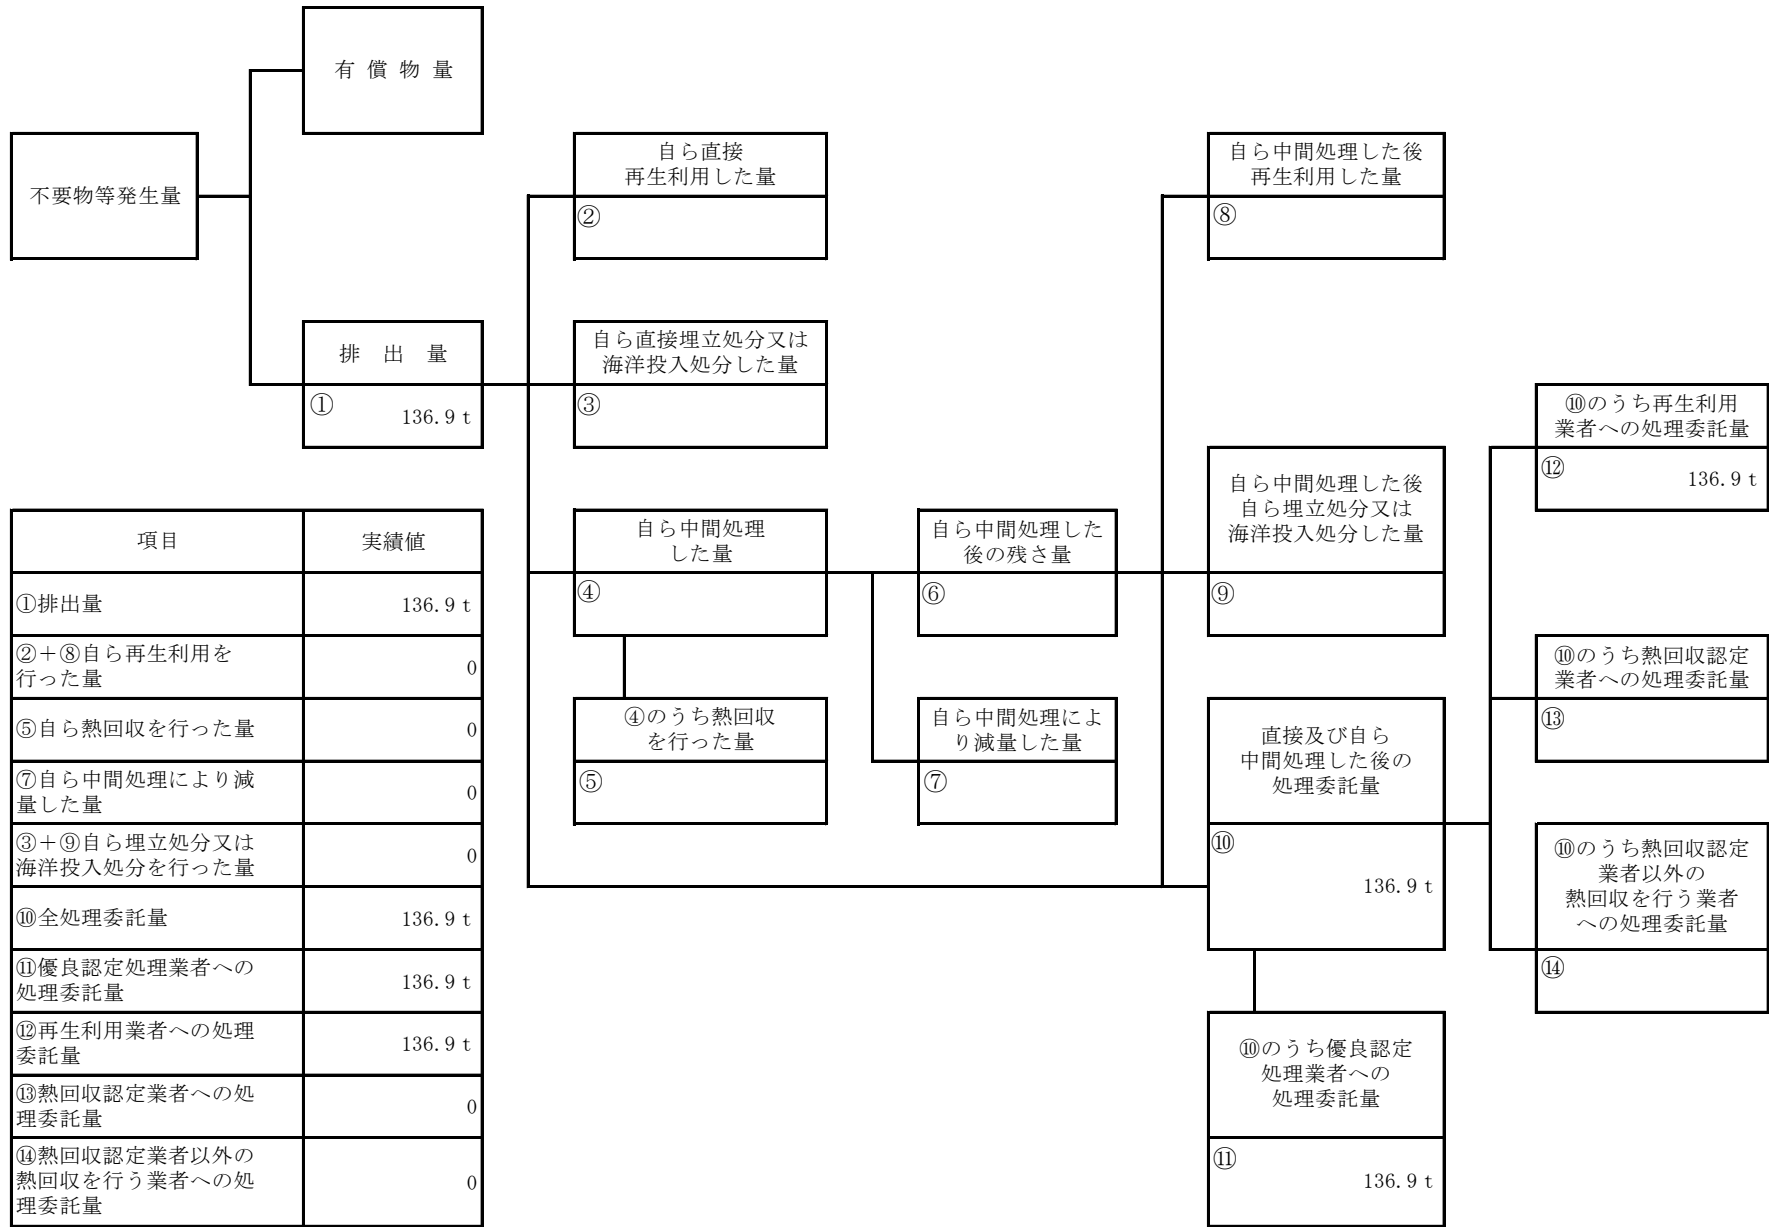 有 償 物 量
不要物等発生量
自ら直接
再生利用した量
②
自ら中間処理した後
再生利用した量
⑧
排 出 量
① 136.9 t
自ら直接埋立処分又は
海洋投入処分した量
③
⑩のうち再生利用
業者への処理委託量
⑫ 136.9 t
自ら中間処理
した量
④
自ら中間処理した
後の残さ量
⑥
自ら中間処理した後
自ら埋立処分又は
海洋投入処分した量
⑨
⑩のうち熱回収認定
業者への処理委託量
⑬
④のうち熱回収
を行った量
⑤
自ら中間処理によ
り減量した量
⑦
直接及び自ら
中間処理した後の
処理委託量
⑩
136.9 t
⑩のうち熱回収認定
業者以外の
熱回収を行う業者
への処理委託量
⑭
⑩のうち優良認定
処理業者への
処理委託量
⑪
136.9 t
項目 実績値
①排出量 136.9 t
②＋⑧自ら再生利用を
行った量 0
⑤自ら熱回収を行った量 0
⑦自ら中間処理により減
量した量 0
③＋⑨自ら埋立処分又は
海洋投入処分を行った量 0
⑩全処理委託量 136.9 t
⑪優良認定処理業者への
処理委託量 136.9 t
⑫再生利用業者への処理
委託量 136.9 t
⑬熱回収認定業者への処
理委託量 0
⑭熱回収認定業者以外の
熱回収を行う業者への処
理委託量 0